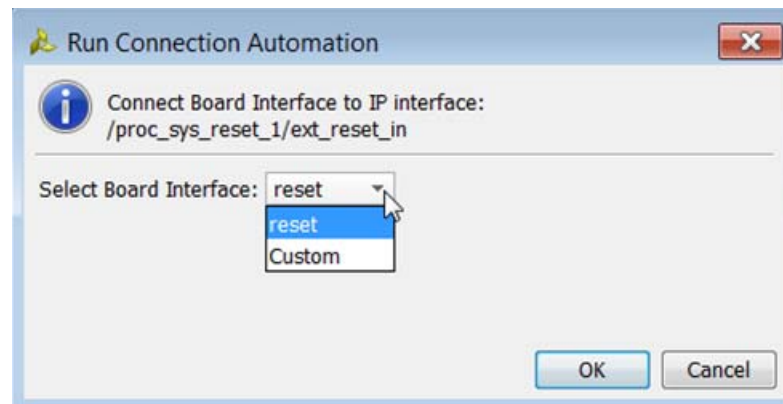 Run Connection Automation
Connect Board Interface to IP interface:
/proc_sys_reset_1/ext_reset_in
Select Board Interface: reset
reset
Custom
OK Cancel